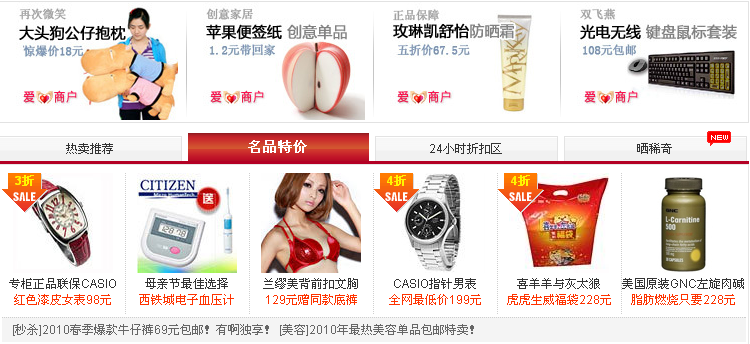 再次微笑
大头狗公仔抱枕
惊爆价18元
爱 商户
创意家居
苹果便签纸 创意单品
1.2元带回家
爱 商户
正品保障
玫琳凯舒怡防晒霜
五折价67.5元
爱 商户
双飞燕
光电无线 键盘鼠标套装
108元包邮
爱 商户
热卖推荐
名品特价
24小时折扣区
晒稀奇
NEW
3折
SALE
专柜正品联保CASIO
红色漆皮女表98元
CITIZEN
送
母亲节最佳选择
西铁城电子血压计
兰缪美背前扣文胸
129元赠同款底裤
4折
SALE
CASIO指针男表
全网最低价199元
4折
SALE
福袋
喜羊羊与灰太狼
虎虎生威福袋228元
GNC
L-Carnitine
500
美国原装GNC左旋肉碱
脂肪燃烧只要228元
[秒杀]2010春季爆款牛仔裤69元包邮！有啊独享！ [美容]2010年最热美容单品包邮特卖！